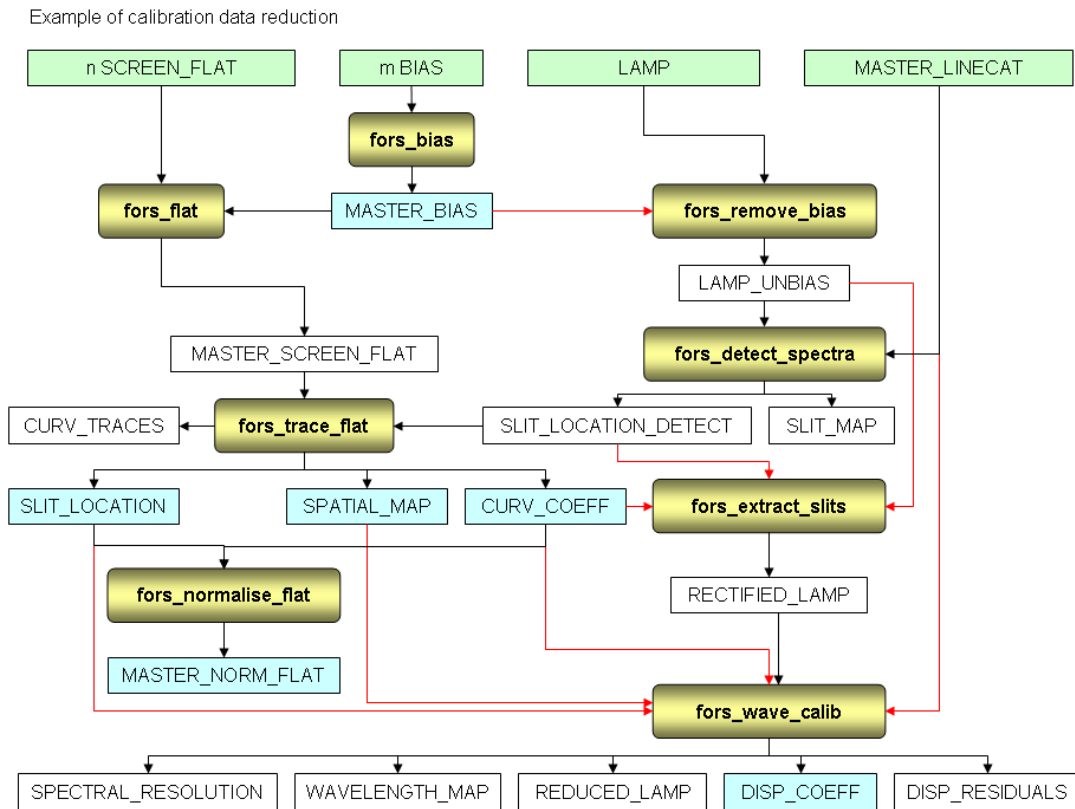 Example of calibration data reduction
n SCREEN_FLAT
m BIAS
LAMP
MASTER_LINECAT
fors_bias
fors_flat
MASTER_BIAS
fors_remove_bias
LAMP_UNBIAS
MASTER_SCREEN_FLAT
fors_detect_spectra
CURV_TRACES
fors_trace_flat
SLIT_LOCATION_DETECT
SLIT_MAP
SLIT_LOCATION
SPATIAL_MAP
CURV_COEFF
fors_extract_slits
fors_normalise_flat
RECTIFIED_LAMP
MASTER_NORM_FLAT
fors_wave_calib
SPECTRAL_RESOLUTION
WAVELENGTH_MAP
REDUCED_LAMP
DISP_COEFF
DISP_RESIDUALS